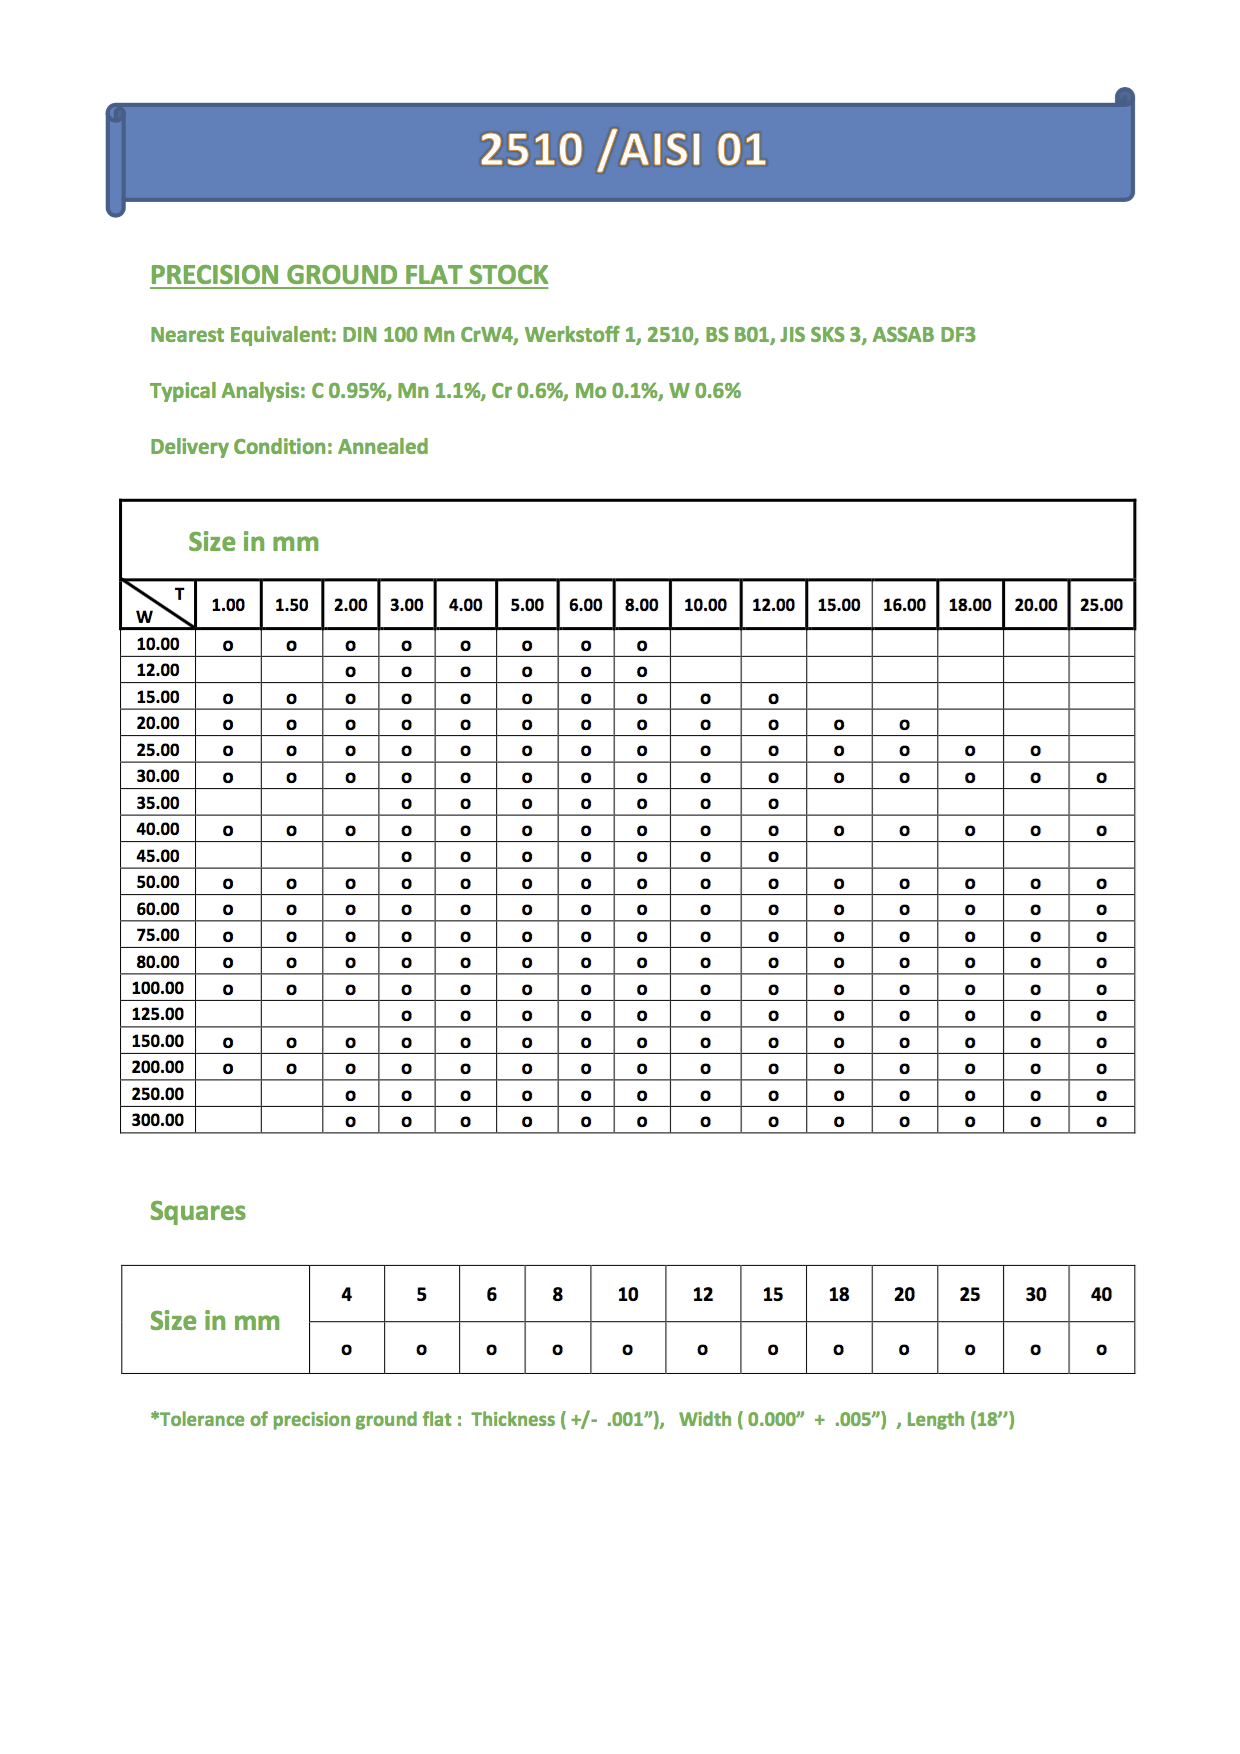 2510 /AISI 01
PRECISION GROUND FLAT STOCK
Nearest Equivalent: DIN 100 Mn CrW4, Werkstoff 1, 2510, BS B01, JIS SKS 3, ASSAB DF3
Typical Analysis: C 0.95%, Mn 1.1%, Cr 0.6%, Mo 0.1%, W 0.6%
Delivery Condition: Annealed
Size in mm
T W 1.00 1.50 2.00 3.00 4.00 5.00 6.00 8.00 10.00 12.00 15.00 16.00 18.00 20.00 25.00
10.00 o o o o o o o o
12.00 o o o o o o
15.00 o o o o o o o o o o
20.00 o o o o o o o o o o o o
25.00 o o o o o o o o o o o o o o
30.00 o o o o o o o o o o o o o o o
35.00 o o o o o o o
40.00 o o o o o o o o o o o o o o o
45.00 o o o o o o o
50.00 o o o o o o o o o o o o o o o
60.00 o o o o o o o o o o o o o o o
75.00 o o o o o o o o o o o o o o o
80.00 o o o o o o o o o o o o o o o
100.00 o o o o o o o o o o o o o o o
125.00 o o o o o o o o o o o o
150.00 o o o o o o o o o o o o o o o
200.00 o o o o o o o o o o o o o o o
250.00 o o o o o o o o o o o o o
300.00 o o o o o o o o o o o o o
Squares
Size in mm
4 5 6 8 10 12 15 18 20 25 30 40
o o o o o o o o o o o o
*Tolerance of precision ground flat : Thickness ( +/- .001”), Width ( 0.000” + .005”) , Length (18’’)